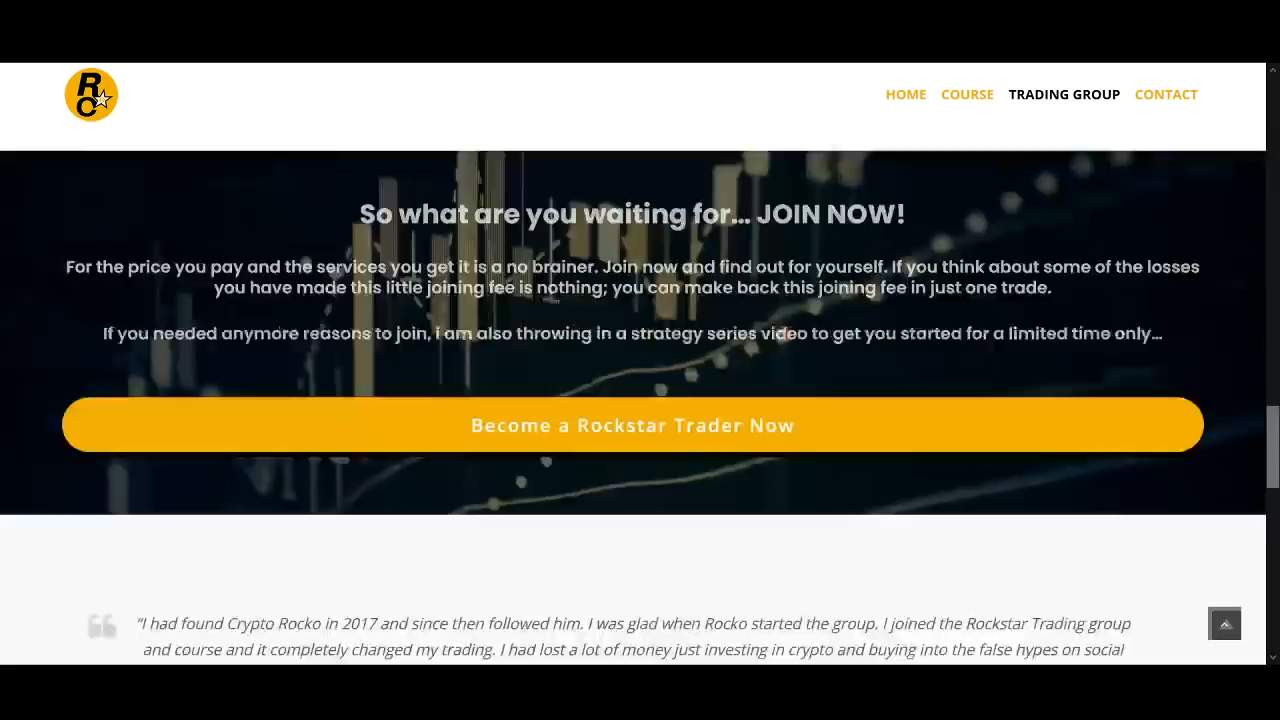 RC
HOME COURSE TRADING GROUP CONTACT
So what are you waiting for... JOIN NOW!
For the price you pay and the services you get it is a no brainer. Join now and find out for yourself. If you think about some of the losses
you have made this little joining fee is nothing; you can make back this joining fee in just one trade.
If you needed anymore reasons to join, i am also throwing in a strategy series video to get you started for a limited time only...
Become a Rockstar Trader Now
"I had found Crypto Rocko in 2017 and since then followed him. I was glad when Rocko started the group. I joined the Rockstar Trading group
and course and it completely changed my trading. I had lost a lot of money just investing in crypto and buying into the false hypes on social